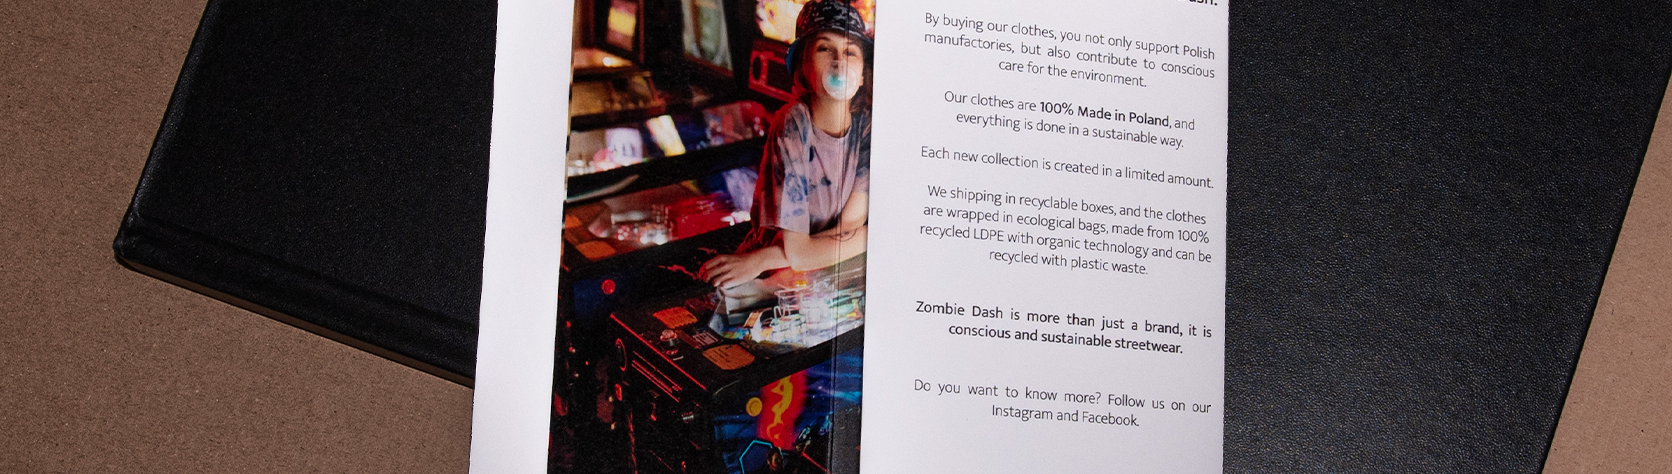 By buying our clothes, you not only support Polish
manufactories, but also contribute to conscious
care for the environment.
Our clothes are 100% Made in Poland, and
everything is done in a sustainable way.
Each new collection is created in a limited amount.
We shipping in recyclable boxes, and the clothes
are wrapped in ecological bags, made from 100%
recycled LDPE with organic technology and can be
recycled with plastic waste.
Zombie Dash is more than just a brand, it is
conscious and sustainable streetwear.
Do you want to know more? Follow us on our
Instagram and Facebook.